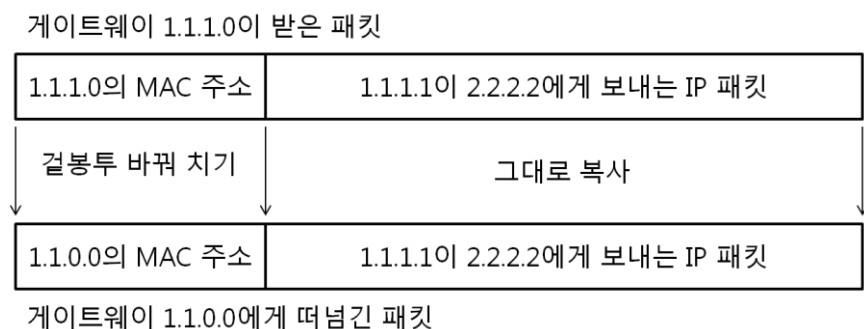 게이트웨이 1.1.1.0이 받은 패킷
1.1.1.0의 MAC 주소 1.1.1.1이 2.2.2.2에게 보내는 IP 패킷
겉봉투 바꿔 치기 그대로 복사
1.1.0.0의 MAC 주소 1.1.1.1이 2.2.2.2에게 보내는 IP 패킷
게이트웨이 1.1.0.0에게 떠넘긴 패킷